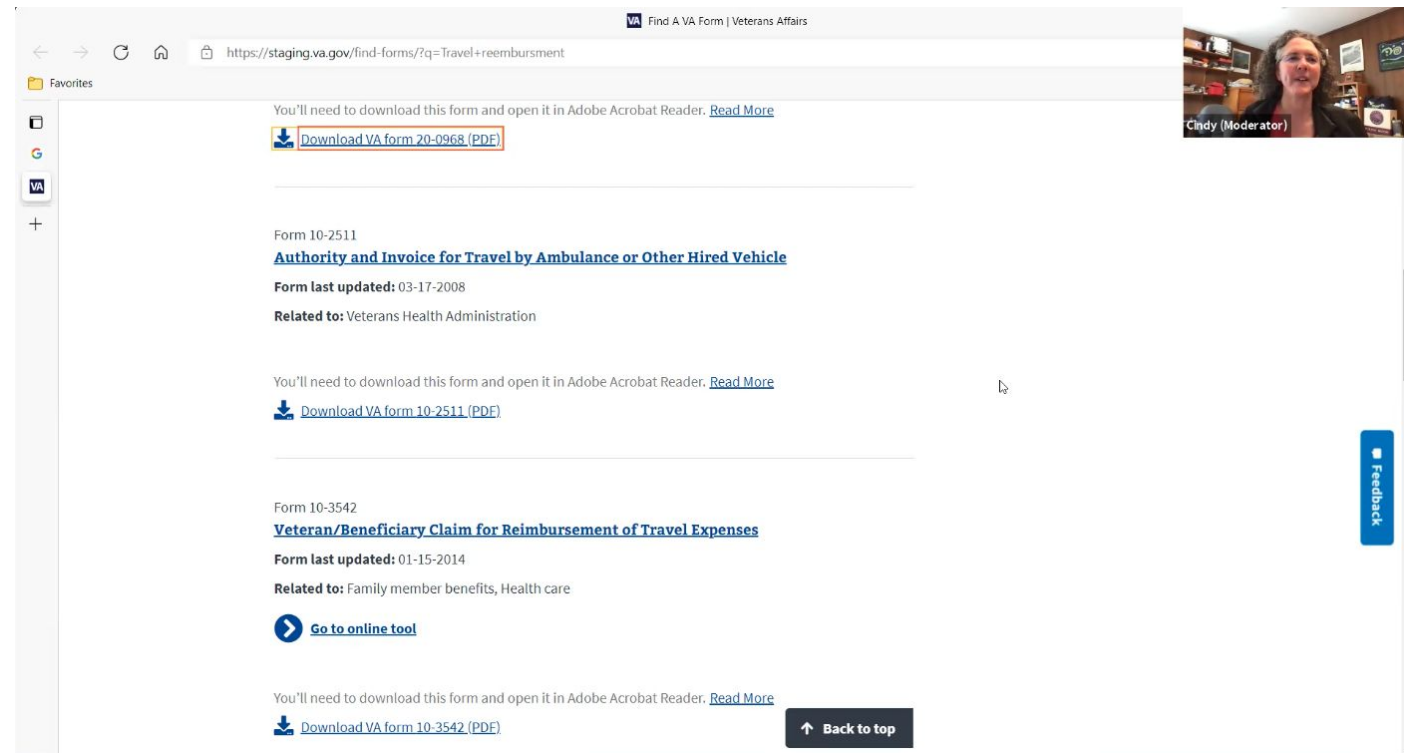 VA Find A VA Form | Veterans Affairs
https://staging.va.gov/find-forms/?q=Travel+reembursment
Favorites
Cindy (Moderator)
You'll need to download this form and open it in Adobe Acrobat Reader. Read More
Download VA form 20-0968 (PDF)
G
VA
Form 10-2511
Authority and Invoice for Travel by Ambulance or Other Hired Vehicle
Form last updated: 03-17-2008
Related to: Veterans Health Administration
You'll need to download this form and open it in Adobe Acrobat Reader. Read More
Download VA form 10-2511 (PDF)
Feedback
Form 10-3542
Veteran/Beneficiary Claim for Reimbursement of Travel Expenses
Form last updated: 01-15-2014
Related to: Family member benefits, Health care
Go to online tool
You'll need to download this form and open it in Adobe Acrobat Reader. Read More
Download VA form 10-3542 (PDF)
Back to top